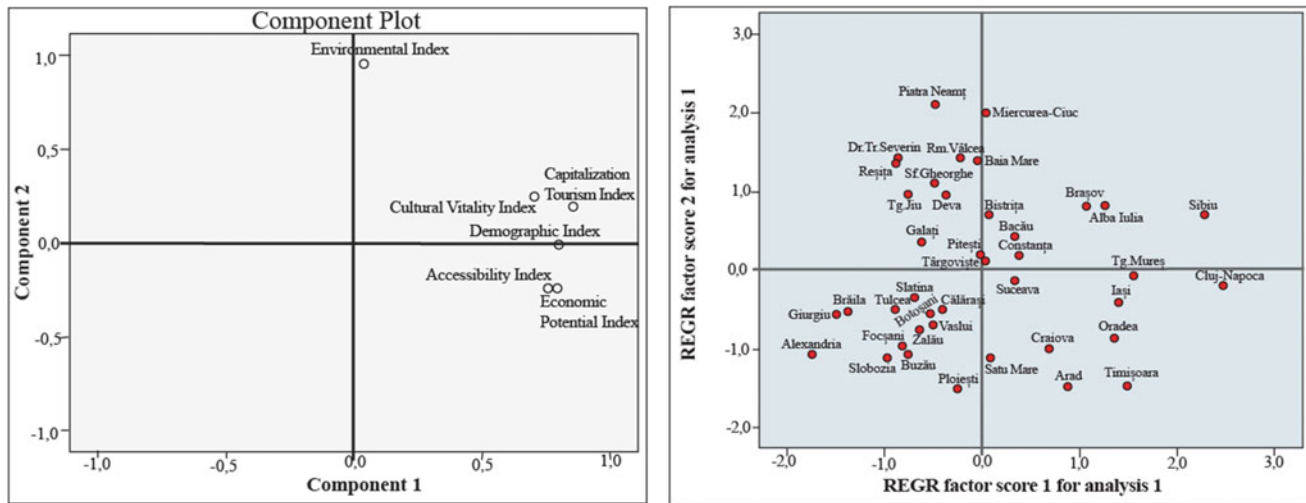 Component Plot
Component 2
1,0
0,5
0,0
-0,5
-1,0
Environmental Index
Capitalization
Tourism Index
Cultural Vitality Index
Demographic Index
Accessibility Index
Economic
Potential Index
-1,0
-0,5
0,0
0,5
1,0
Component 1
REGR factor score 2 for analysis 1
3,0
2,0
1,0
0,0
-1,0
-2,0
Piatra Neamț
Miercurea-Ciuc
Dr.Tr.Severin
Rm.Vâlcea
Baia Mare
Reșița
Sf.Gheorghe
Tg.Jiu
Deva
Bistrița
Brașov
Alba Iulia
Sibiu
Galați
Bacău
Pitești
Constanța
Târgoviște
Tg.Mureș
Cluj-Napoca
Suceava
Iași
Slatina
Brăila
Tulcea
Botoșani
Călărași
Giurgiu
Vaslui
Oradea
Focșani
Zalău
Craiova
Alexandria
Slobozia
Buzău
Satu Mare
Ploiești
Arad
Timișoara
-2,0
-1,0
0,0
1,0
2,0
3,0
REGR factor score 1 for analysis 1